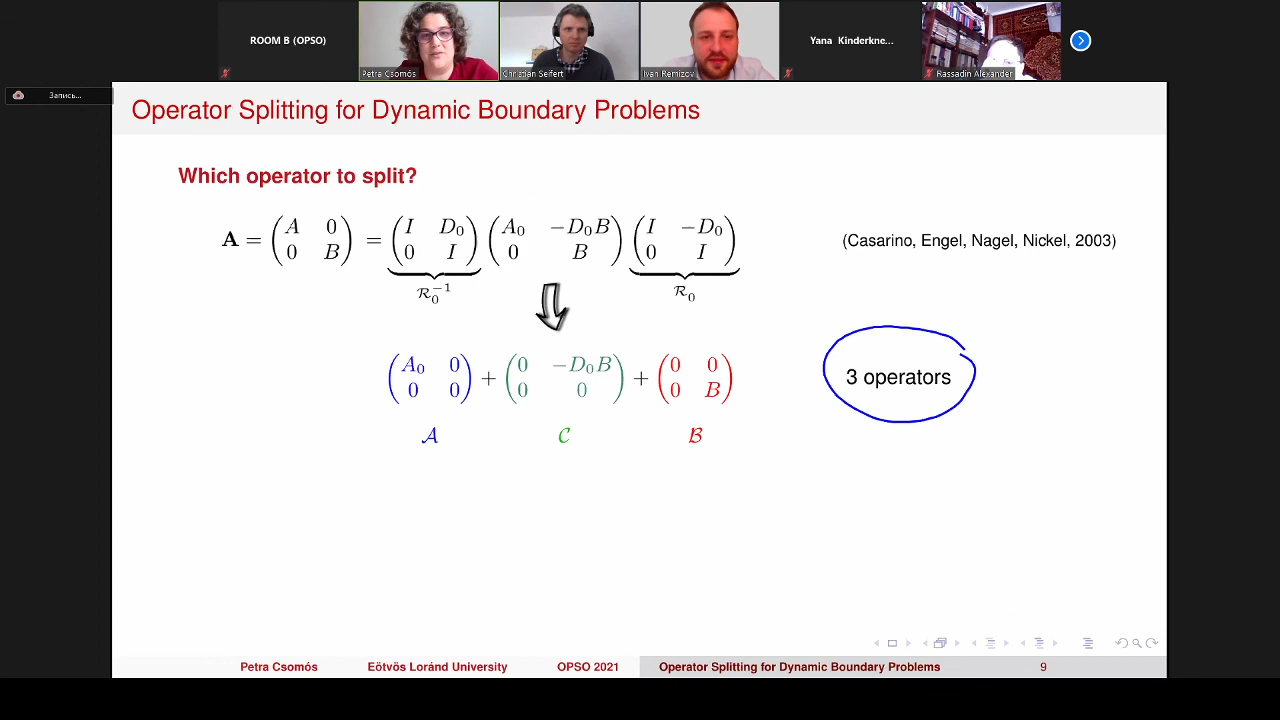 ROOM B (OPSO)
Petra Csomós
Christian Seifert
Ivan Remizov
Yana Kinderkne...
Rassadin Alexander
Запись...
Operator Splitting for Dynamic Boundary Problems
Which operator to split?
A = (A 0 0 B) = (I D₀ 0 I) (A₀ −D₀B 0 B) (I −D₀ 0 I)
(Casarino, Engel, Nagel, Nickel, 2003)
R₀⁻¹ R₀
(A₀ 0 0 0) + (0 −D₀B 0 0) + (0 0 0 B)
3 operators
A C B
Petra Csomós Eötvös Loránd University OPSO 2021 Operator Splitting for Dynamic Boundary Problems 9